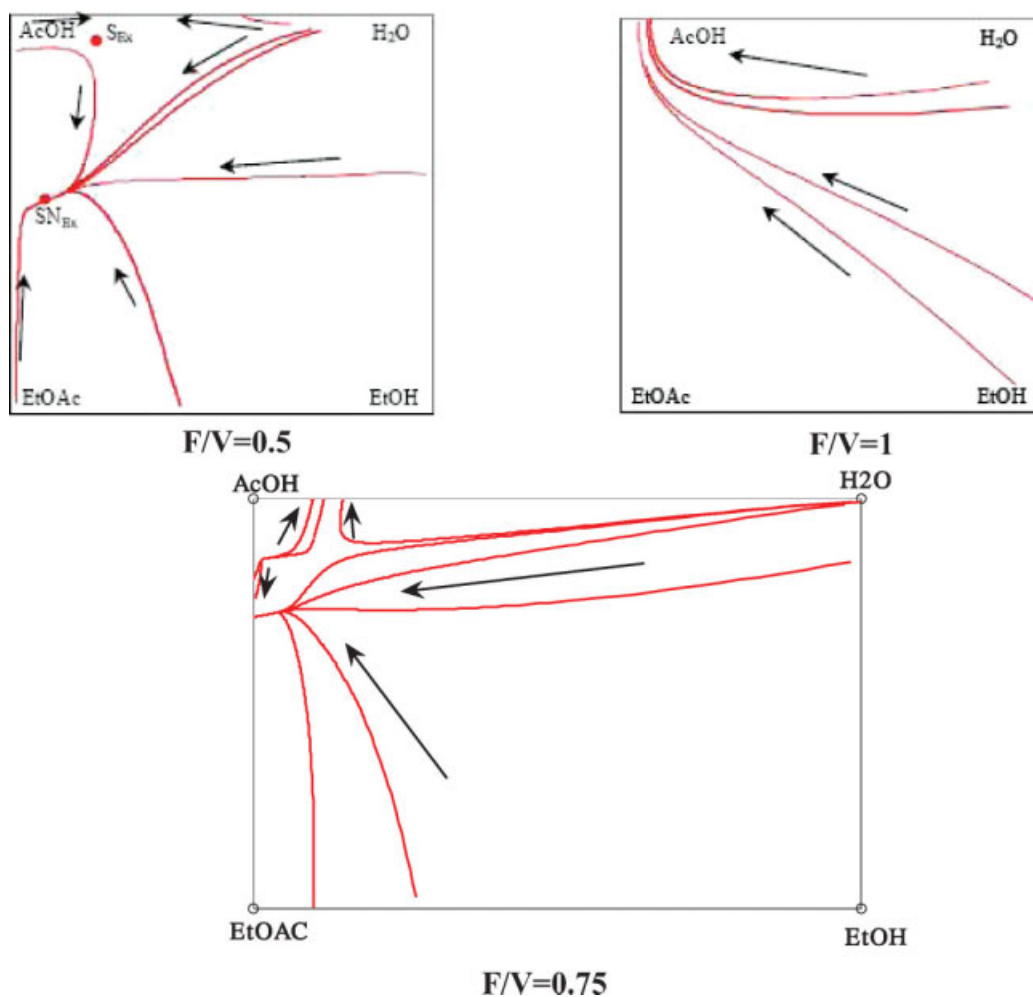 AcOH
S_Ex
H₂O
SN_Ex
EtOAc
EtOH
F/V=0.5
AcOH
H₂O
EtOAc
EtOH
F/V=1
AcOH
H2O
EtOAC
EtOH
F/V=0.75